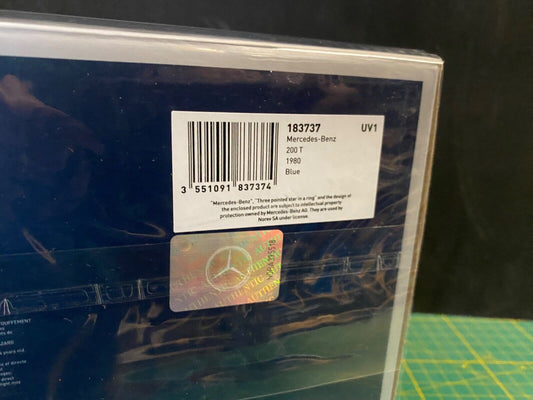 183737 UV1
Mercedes-Benz
200 T
1980
Blue
3 551091 837374
"Mercedes-Benz", "Three pointed star in a ring" and the design of
the enclosed product are subject to intellectual property
protection owned by Mercedes-Benz AG. They are used by
Norev SA under license.
AUTHENTIC